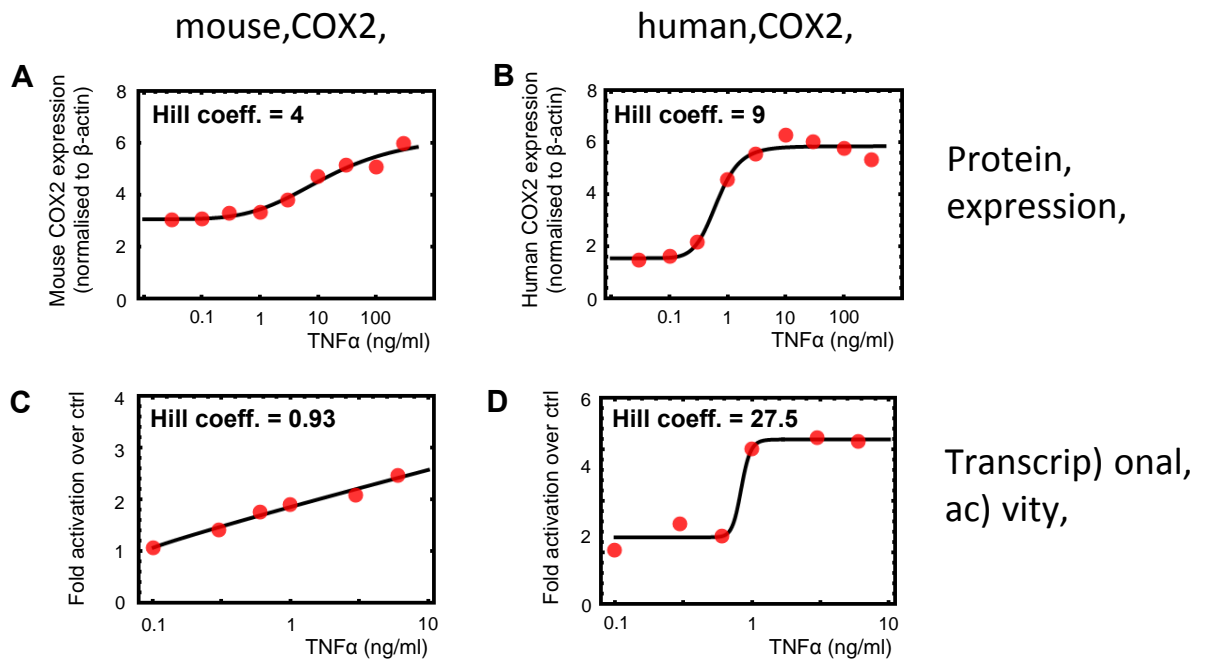 mouse,COX2,
human,COX2,
A
Mouse COX2 expression
(normalised to β-actin)
8
6
4
2
0
Hill coeff. = 4
0.1 1 10 100
TNFα (ng/ml)
B
Human COX2 expression
(normalised to β-actin)
8
6
4
2
0
Hill coeff. = 9
0.1 1 10 100
TNFα (ng/ml)
Protein,
expression,
C
Fold activation over ctrl
4
3
2
1
0
Hill coeff. = 0.93
0.1 1 10
TNFα (ng/ml)
D
Fold activation over ctrl
6
4
2
0
Hill coeff. = 27.5
0.1 1 10
TNFα (ng/ml)
Transcrip) onal,
ac) vity,